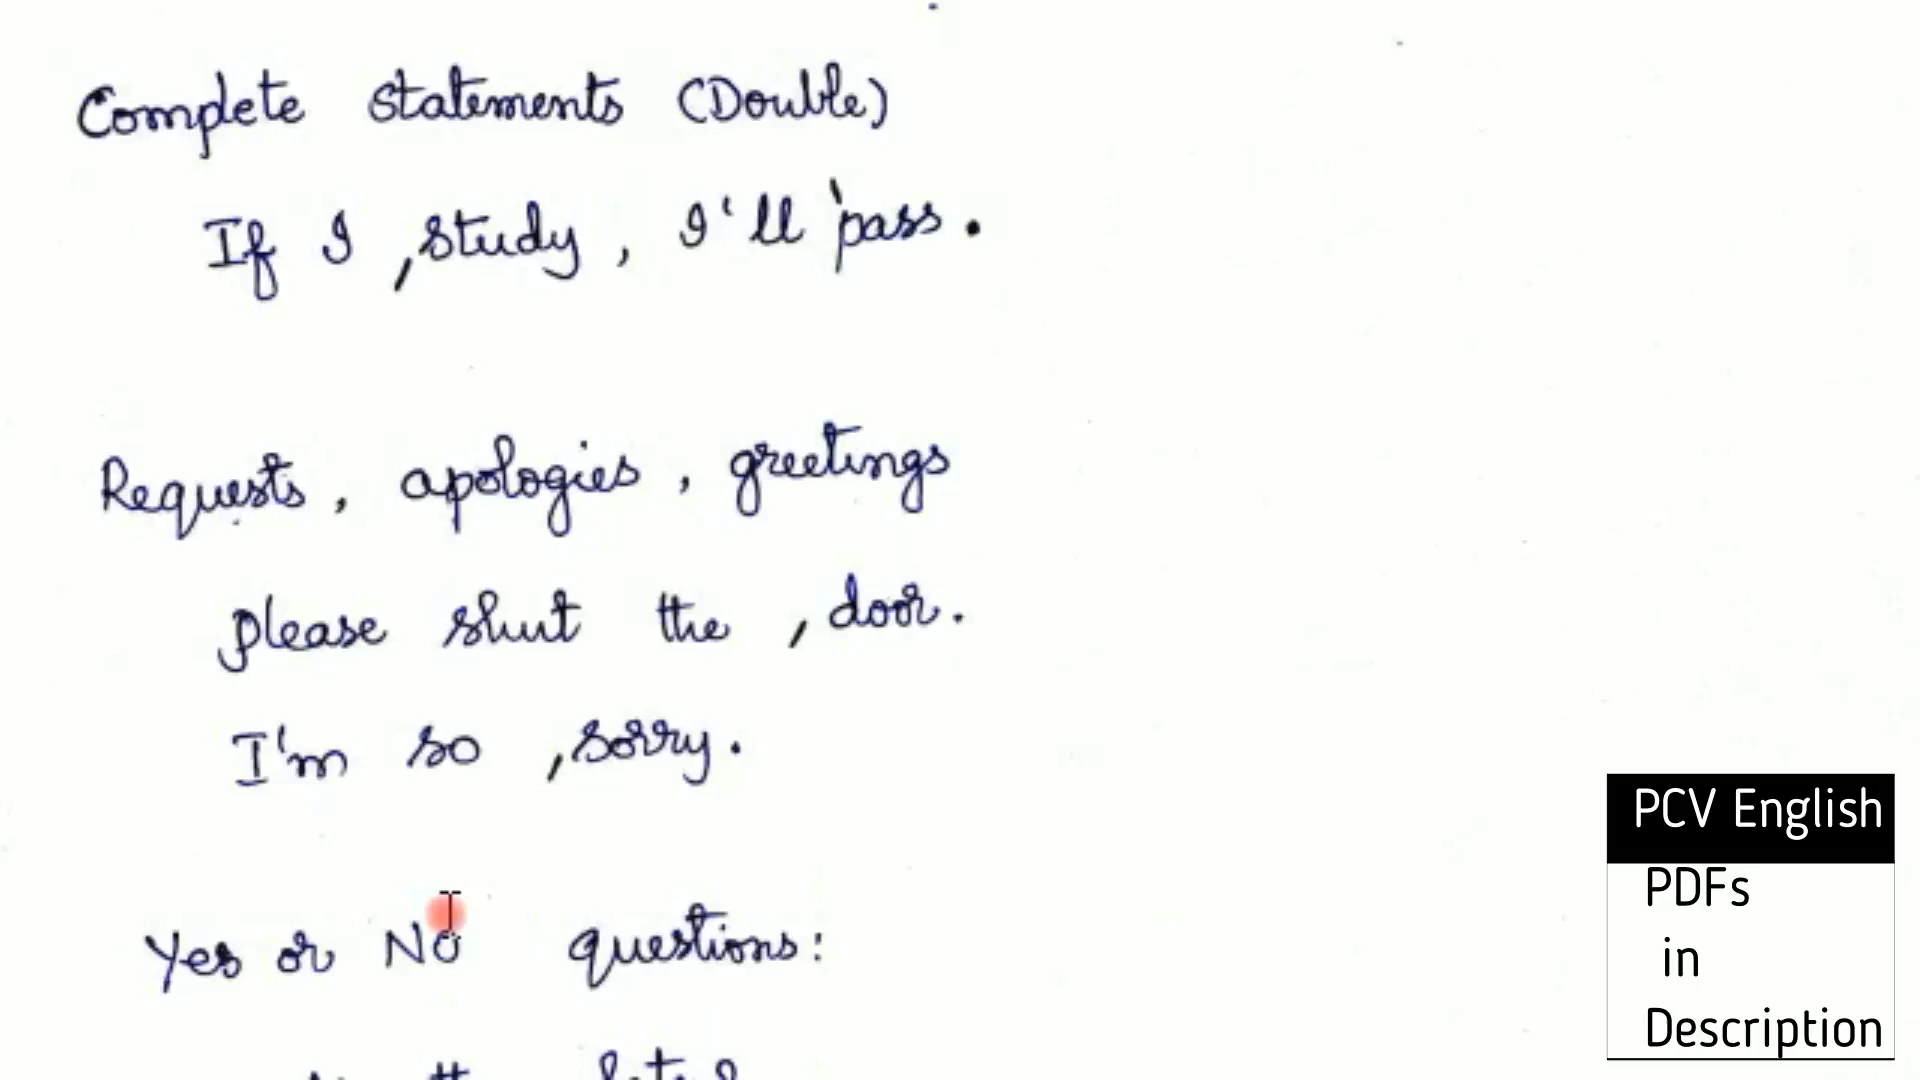 Complete statements (Double)
If I ,study, I'll 'pass.
Requests, apologies, greetings
please shut the ,door.
I'm so ,sorry.
Yes or No questions:
PCV English
PDFs
in
Description